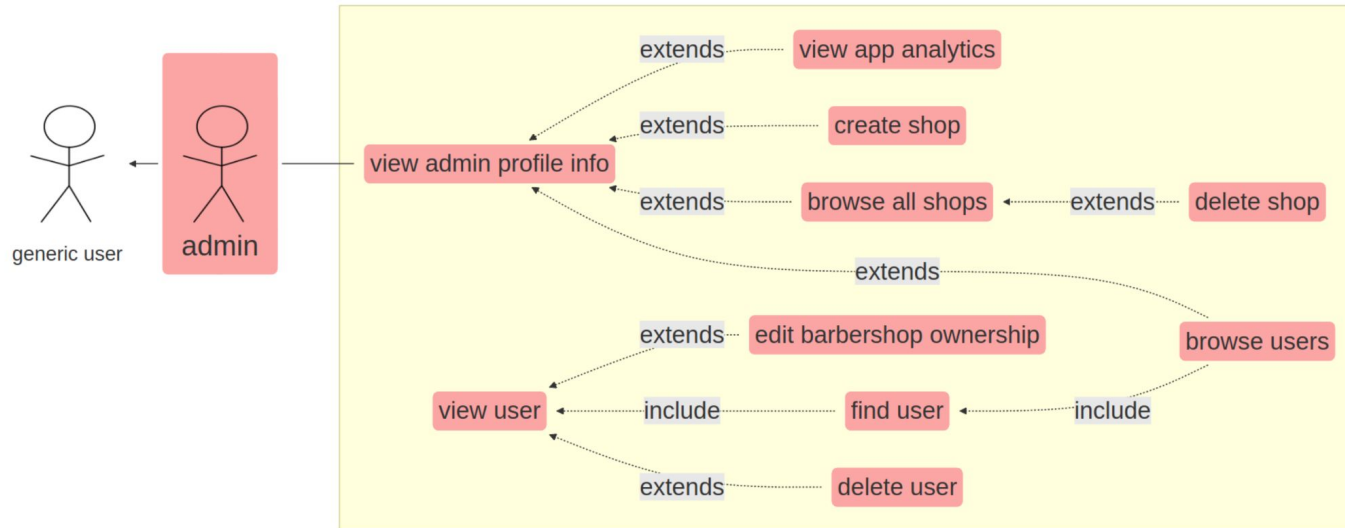 extends
view app analytics
extends
create shop
view admin profile info
extends
browse all shops
extends
delete shop
admin
generic user
extends
extends
edit barbershop ownership
browse users
view user
include
find user
include
extends
delete user